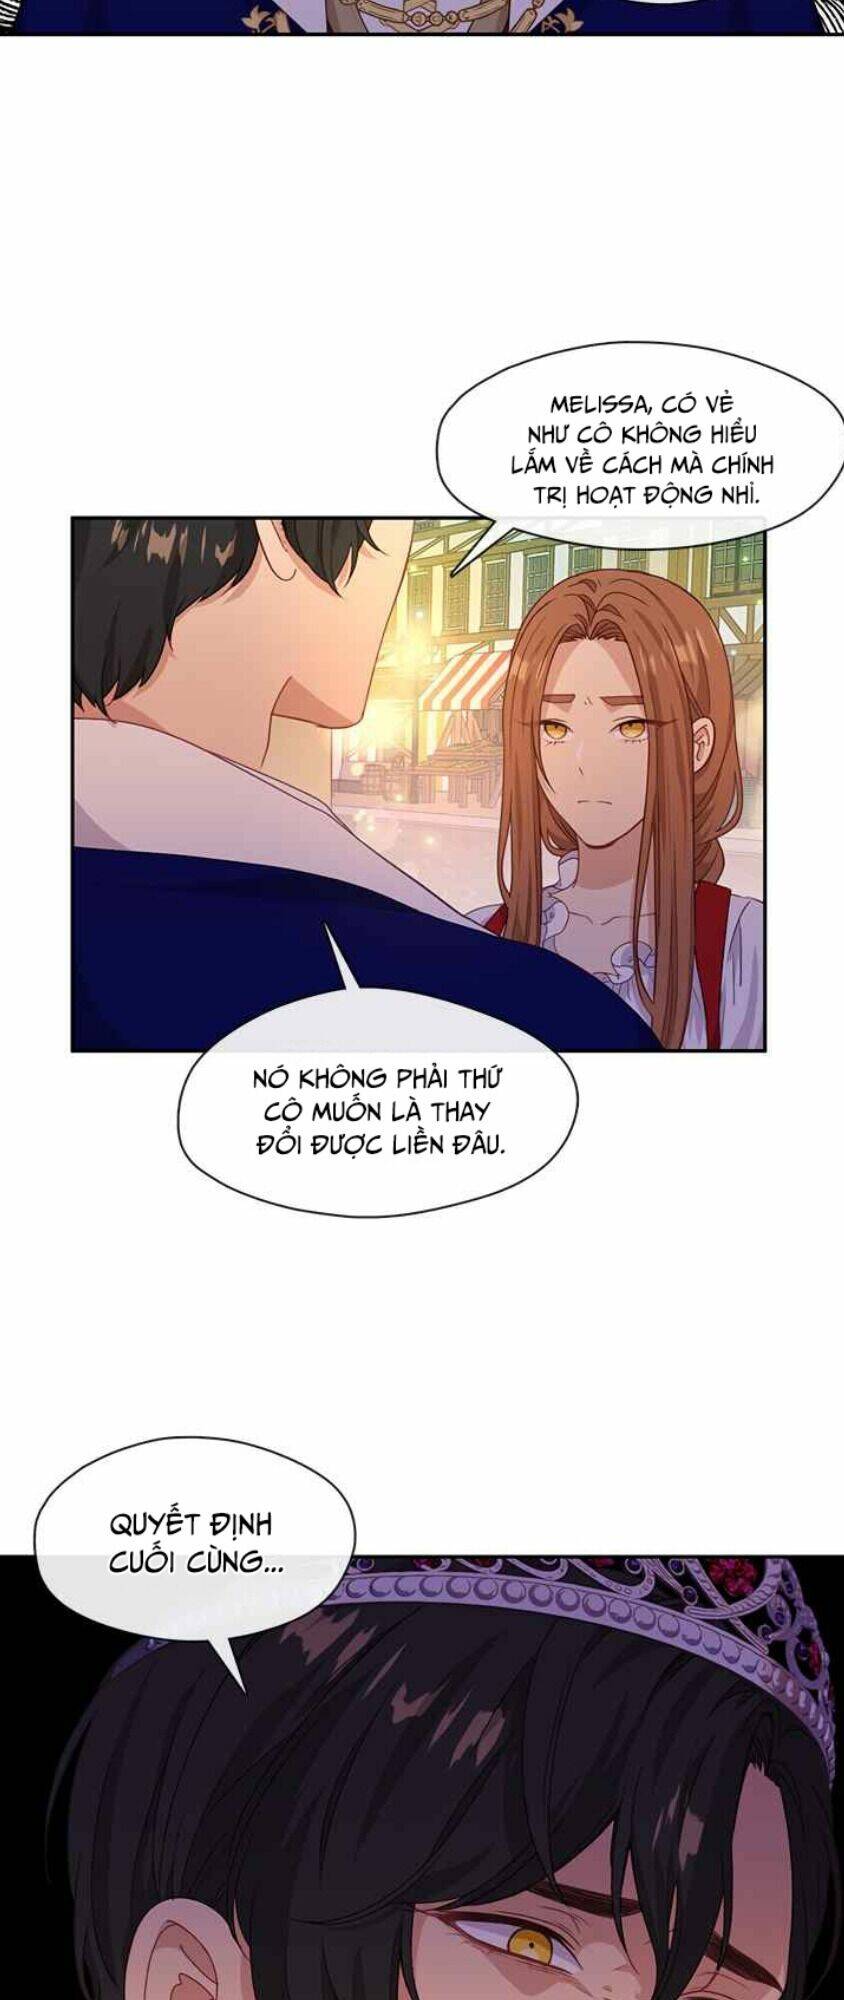 MELISSA, CÓ VẺ
NHƯ CÔ KHÔNG HIỂU
LẮM VỀ CÁCH MÀ CHÍNH
TRỊ HOẠT ĐỘNG NHỈ.
NÓ KHÔNG PHẢI THỨ
CÔ MUỐN LÀ THAY
ĐỔI ĐƯỢC LIỀN ĐÂU.
QUYẾT ĐỊNH
CUỐI CÙNG...